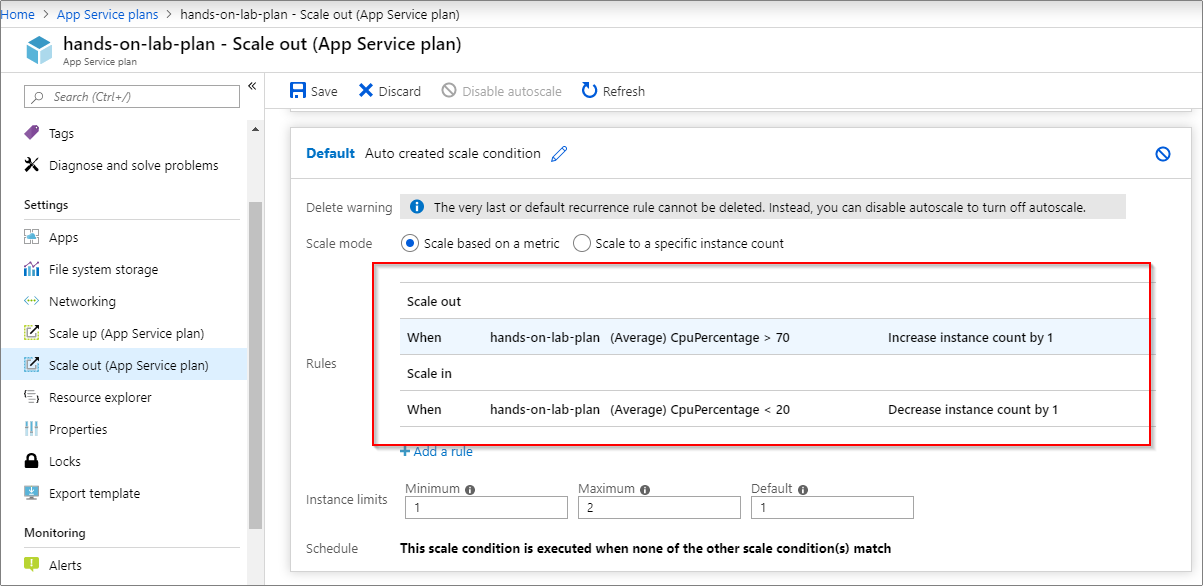 Home > App Service plans > hands-on-lab-plan - Scale out (App Service plan)
hands-on-lab-plan - Scale out (App Service plan)
App Service plan
Search (Ctrl+/)
«
Tags
Diagnose and solve problems
Settings
Apps
File system storage
Networking
Scale up (App Service plan)
Scale out (App Service plan)
Resource explorer
Properties
Locks
Export template
Monitoring
Alerts
Save Discard Disable autoscale Refresh
Default Auto created scale condition
Delete warning The very last or default recurrence rule cannot be deleted. Instead, you can disable autoscale to turn off autoscale.
Scale mode Scale based on a metric Scale to a specific instance count
Rules
Scale out
When hands-on-lab-plan (Average) CpuPercentage > 70 Increase instance count by 1
Scale in
When hands-on-lab-plan (Average) CpuPercentage < 20 Decrease instance count by 1
+ Add a rule
Instance limits
Minimum Maximum Default
1 2 1
Schedule This scale condition is executed when none of the other scale condition(s) match